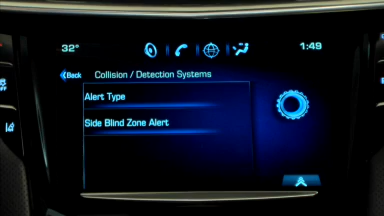 32°
1:49
Back
Collision / Detection Systems
Alert Type
Side Blind Zone Alert